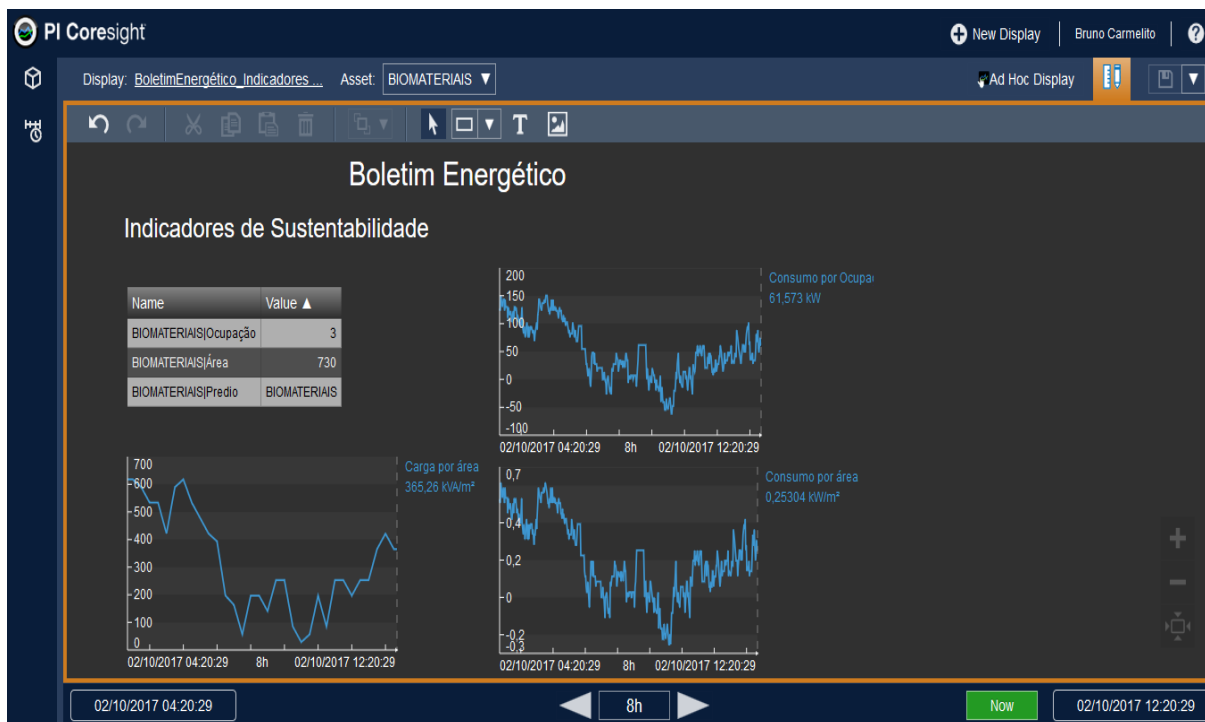 PI Coresight
New Display
Bruno Carmelito
?
Display: BoletimEnergético_Indicadores ...
Asset: BIOMATERIAIS ▼
Ad Hoc Display
T
Boletim Energético
Indicadores de Sustentabilidade
Name Value ▲
BIOMATERIAIS|Ocupação 3
BIOMATERIAIS|Área 730
BIOMATERIAIS|Predio BIOMATERIAIS
200
150
100
50
0
-50
-100
02/10/2017 04:20:29 8h 02/10/2017 12:20:29
Consumo por Ocupa
61,573 kW
700
600
500
400
300
200
100
0
02/10/2017 04:20:29 8h 02/10/2017 12:20:29
Carga por área
365,26 kVA/m²
0,7
0,4
0,2
0
-0,2
-0,3
02/10/2017 04:20:29 8h 02/10/2017 12:20:29
Consumo por área
0,25304 kW/m²
02/10/2017 04:20:29
8h
Now
02/10/2017 12:20:29